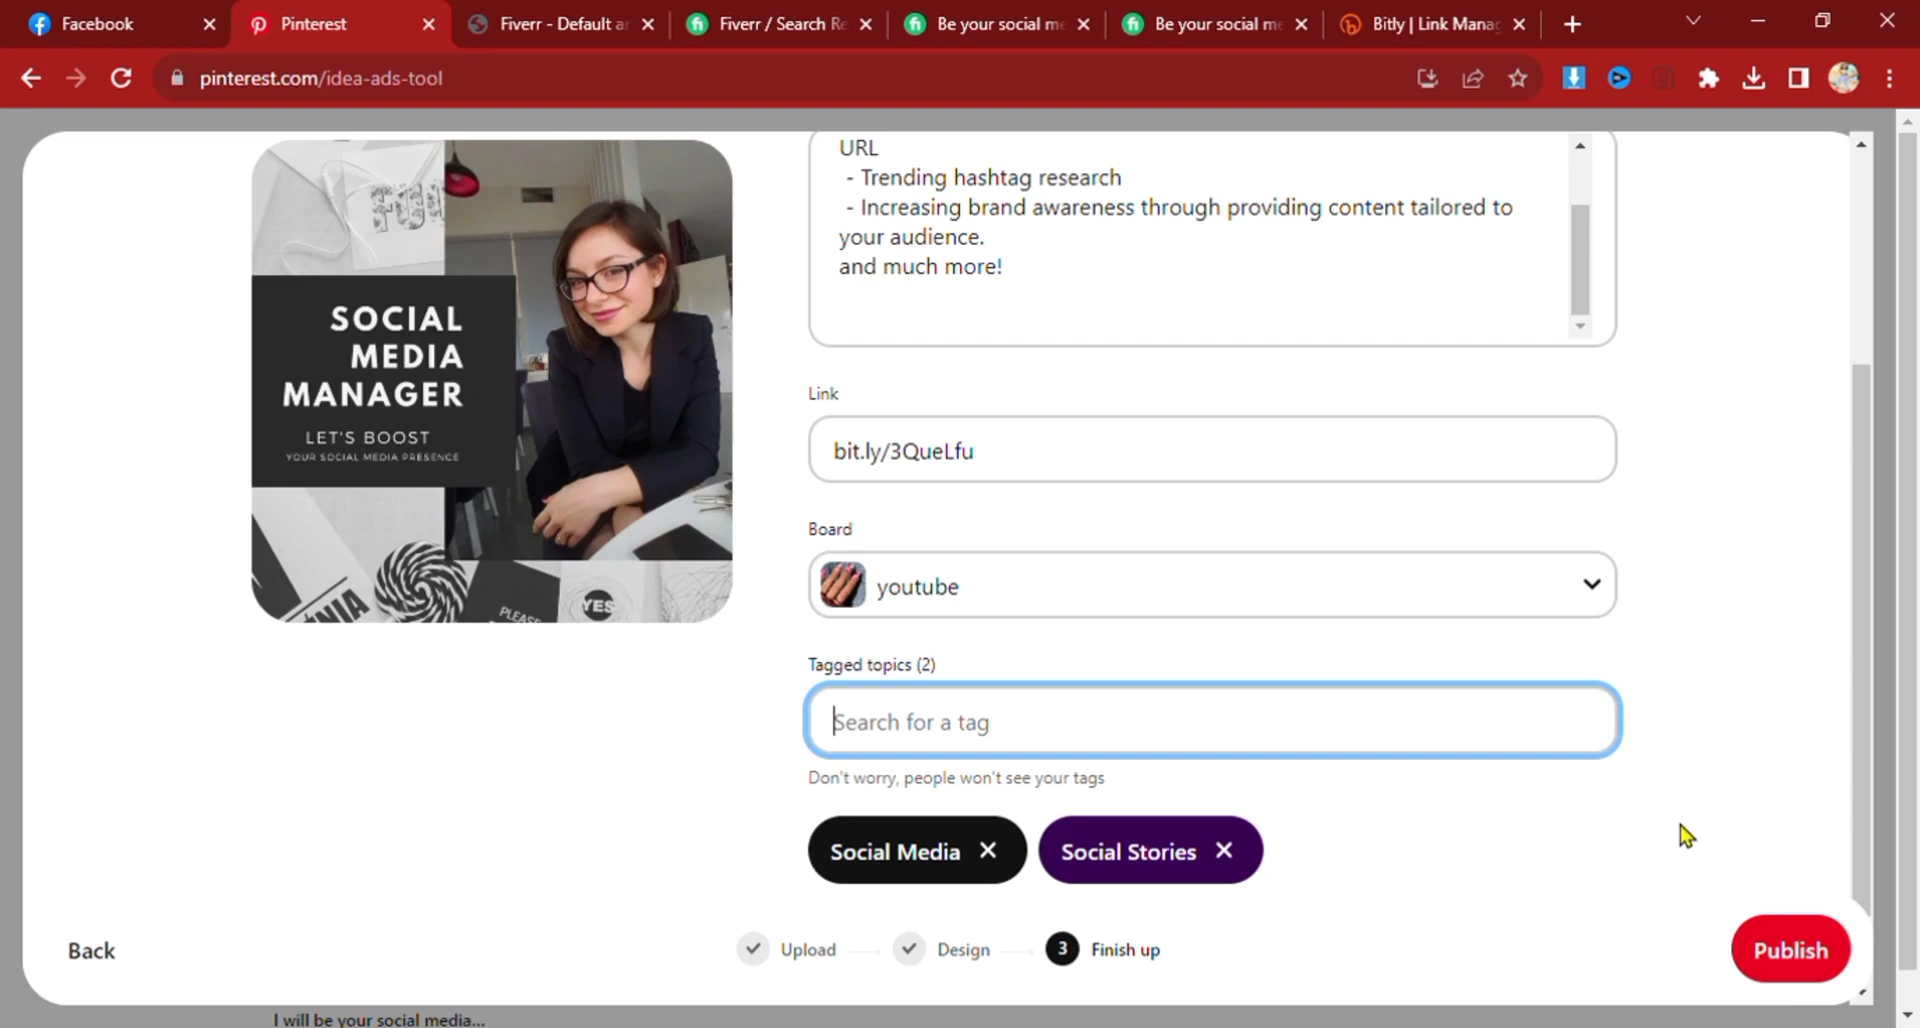 Facebook
Pinterest
Fiverr - Default a
Fiverr / Search Re
Be your social me
Be your social me
Bitly | Link Manag
pinterest.com/idea-ads-tool
URL
- Trending hashtag research
- Increasing brand awareness through providing content tailored to
your audience.
and much more!
SOCIAL
MEDIA
MANAGER
LET'S BOOST
YOUR SOCIAL MEDIA PRESENCE
YES
PLEASE
Link
bit.ly/3QueLfu
Board
youtube
Tagged topics (2)
Search for a tag
Don't worry, people won't see your tags
Social Media
Social Stories
Back
Upload
Design
3 Finish up
Publish
I will be your social media...